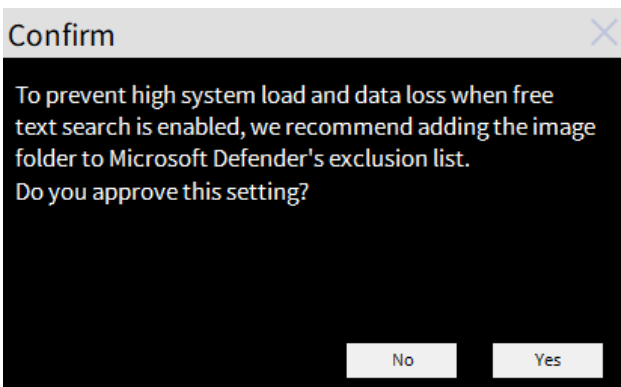 Confirm
To prevent high system load and data loss when free
text search is enabled, we recommend adding the image
folder to Microsoft Defender's exclusion list.
Do you approve this setting?
No
Yes